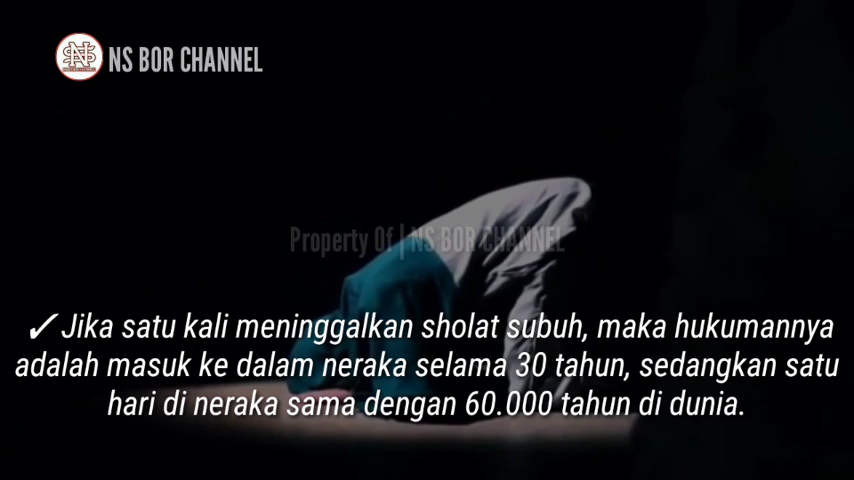 NS BOR CHANNEL
Property Of | NS BOR CHANNEL
✓Jika satu kali meninggalkan sholat subuh, maka hukumannya
adalah masuk ke dalam neraka selama 30 tahun, sedangkan satu
hari di neraka sama dengan 60.000 tahun di dunia.